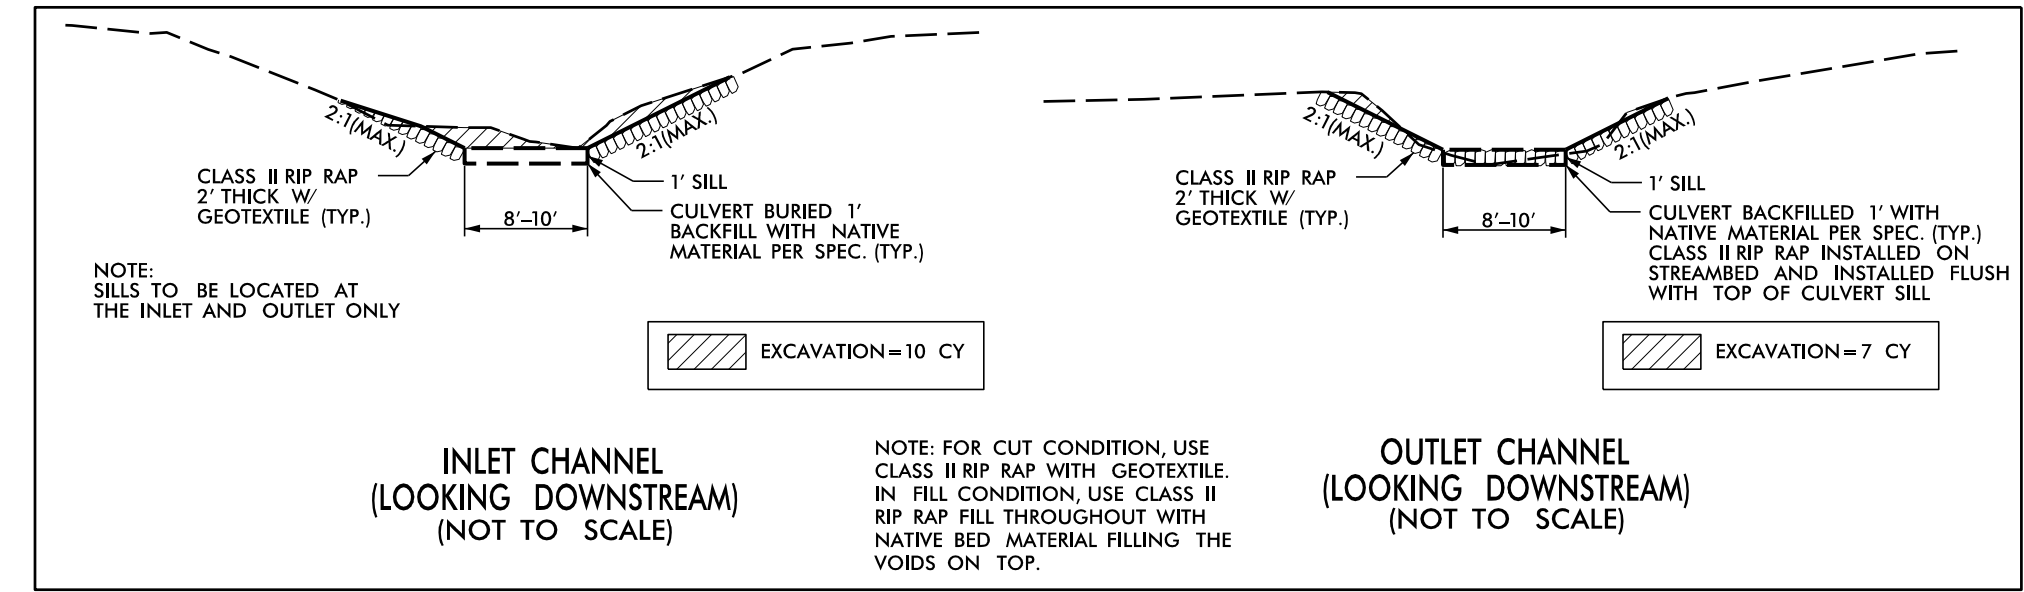 2:1(MAX.)
2:1(MAX.)
CLASS II RIP RAP
2' THICK W/
GEOTEXTILE (TYP.)
8'-10'
1' SILL
CULVERT BURIED 1'
BACKFILL WITH NATIVE
MATERIAL PER SPEC. (TYP.)
NOTE:
SILLS TO BE LOCATED AT
THE INLET AND OUTLET ONLY
EXCAVATION=10 CY
INLET CHANNEL
(LOOKING DOWNSTREAM)
(NOT TO SCALE)
NOTE: FOR CUT CONDITION, USE
CLASS II RIP RAP WITH GEOTEXTILE.
IN FILL CONDITION, USE CLASS II
RIP RAP FILL THROUGHOUT WITH
NATIVE BED MATERIAL FILLING THE
VOIDS ON TOP.
2:1(MAX.)
2:1(MAX.)
CLASS II RIP RAP
2' THICK W/
GEOTEXTILE (TYP.)
8'-10'
1' SILL
CULVERT BACKFILLED 1' WITH
NATIVE MATERIAL PER SPEC. (TYP.)
CLASS II RIP RAP INSTALLED ON
STREAMBED AND INSTALLED FLUSH
WITH TOP OF CULVERT SILL
EXCAVATION=7 CY
OUTLET CHANNEL
(LOOKING DOWNSTREAM)
(NOT TO SCALE)